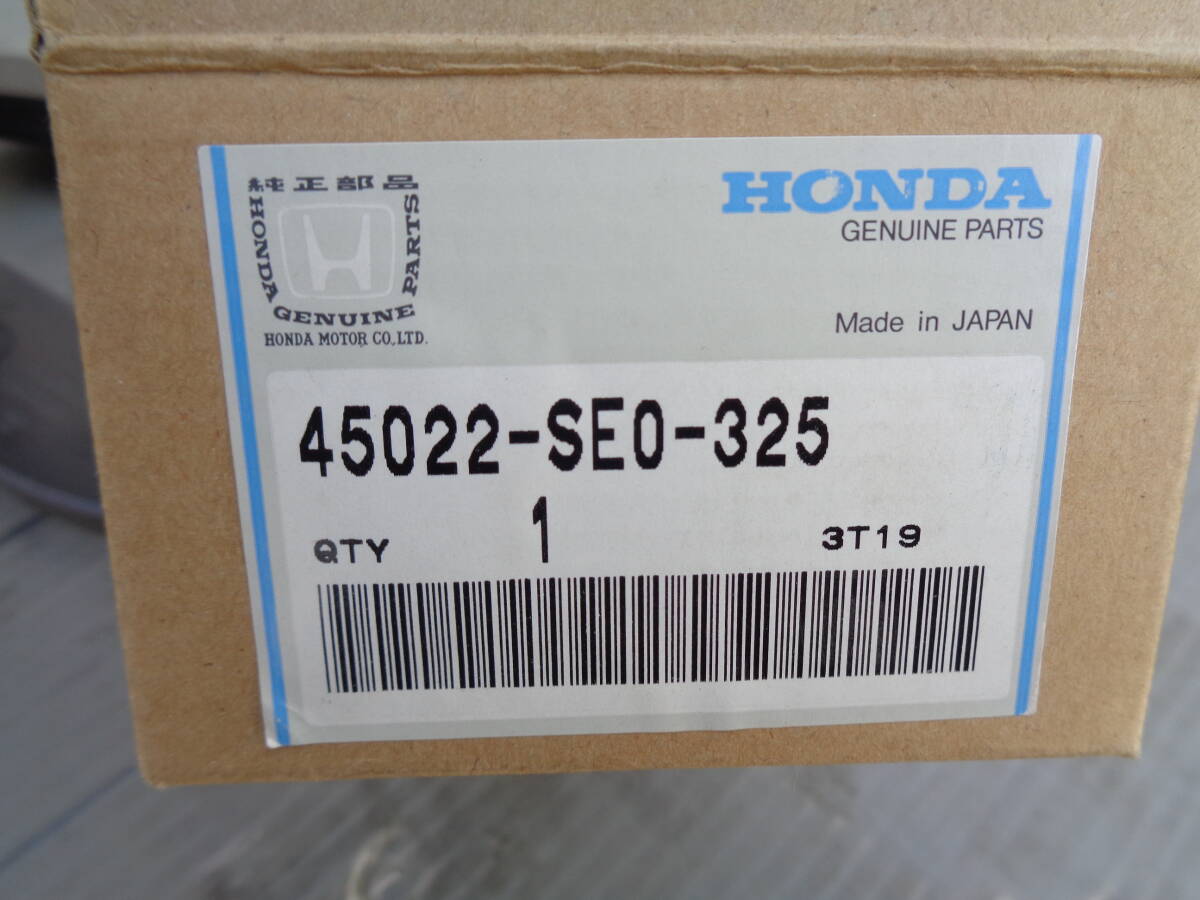 純正部品
HONDA GENUINE PARTS
HONDA MOTOR CO.,LTD.
HONDA
GENUINE PARTS
Made in JAPAN
45022-SE0-325
QTY 1 3T19